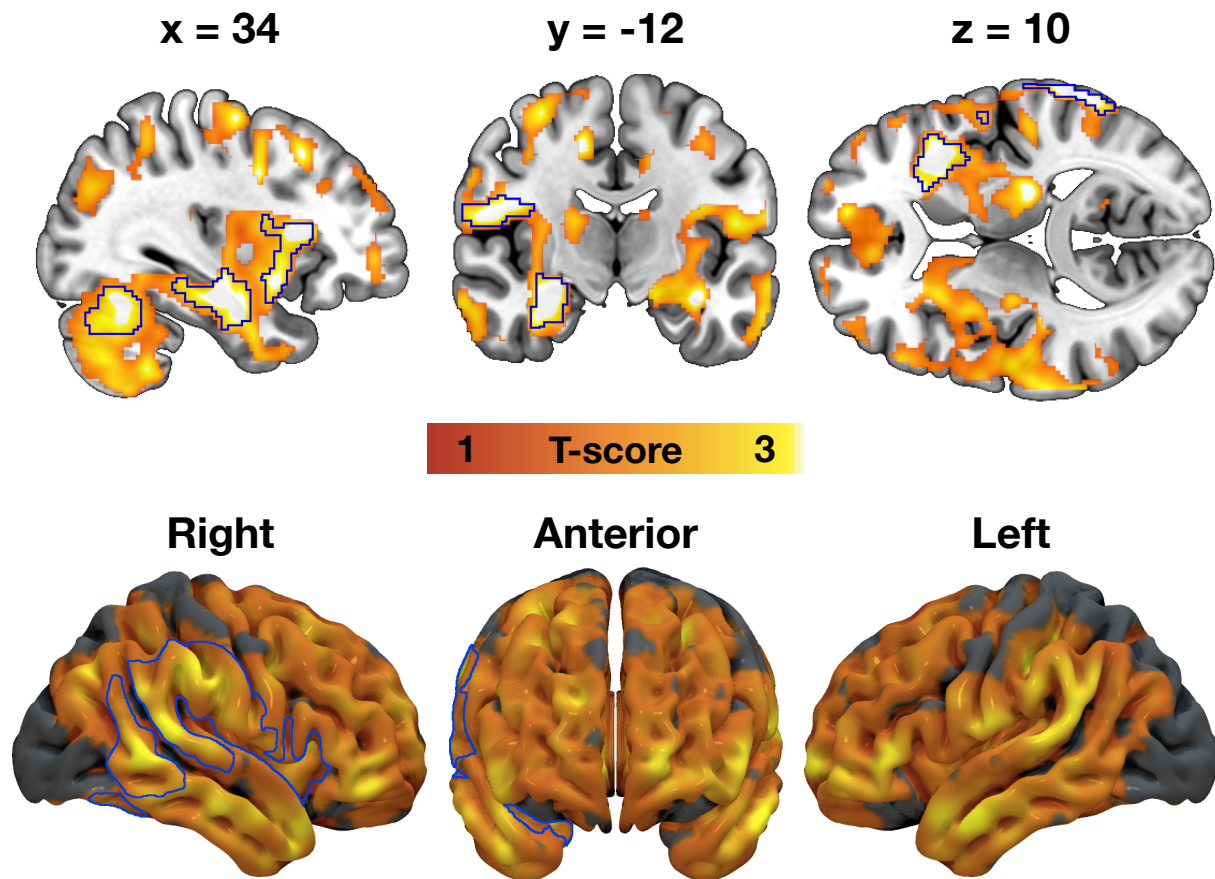 x = 34 y = -12 z = 10
1 T-score 3
Right Anterior Left